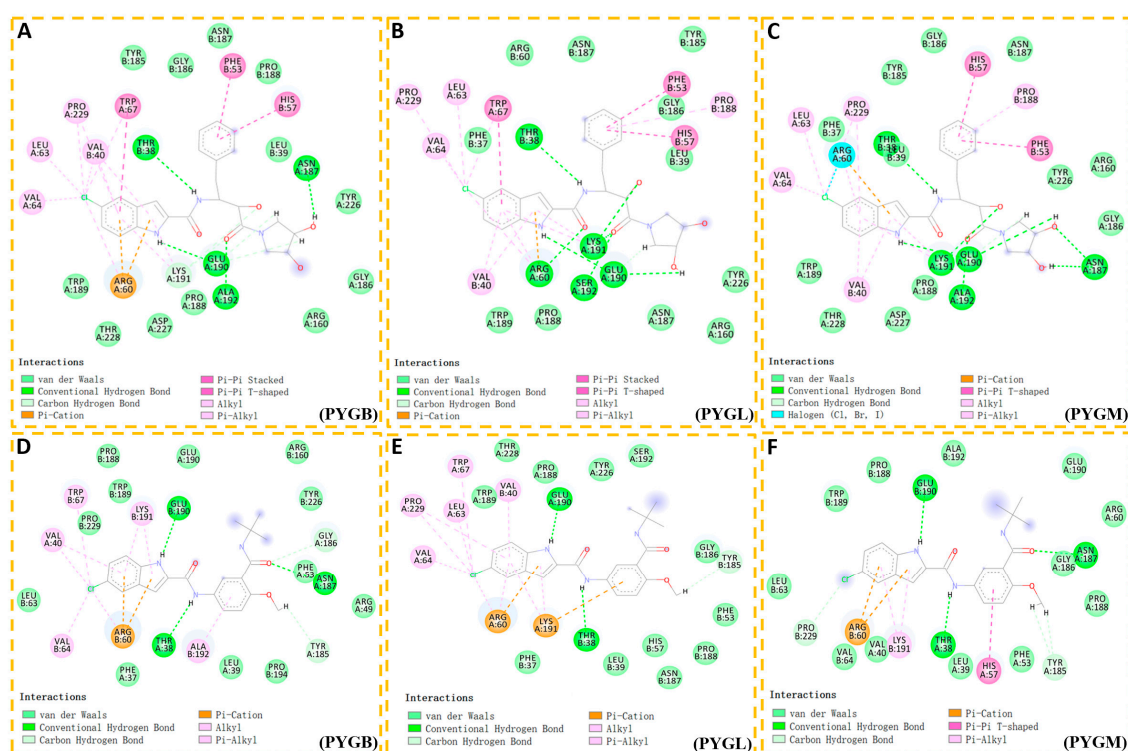 A
ASN
B:187
TYR
B:185
GLY
B:186
PHE
B:53
PRO
B:188
PRO
A:229
TRP
A:67
HIS
B:57
THR
B:38
LEU
A:63
VAL
B:40
LEU
B:39
ASN
A:187
VAL
A:64
Cl
TYR
A:226
N
H
O
H
N
H
O
O
N
O
GLU
A:190
LYS
A:191
ARG
A:60
ALA
A:192
GLY
A:186
TRP
A:189
PRO
A:188
THR
A:228
ASP
A:227
ARG
A:160
Interactions
van der Waals
Conventional Hydrogen Bond
Carbon Hydrogen Bond
Pi-Cation
Pi-Pi Stacked
Pi-Pi T-shaped
Alkyl
Pi-Alkyl
(PYGB)
B
ARG
B:60
ASN
B:187
TYR
B:185
PRO
A:229
LEU
A:63
PHE
B:53
TRP
A:67
GLY
B:186
PRO
B:188
THR
B:38
VAL
A:64
PHE
B:37
HIS
B:57
LEU
B:39
Cl
H
N
O
O
O
N
O
N
H
O
H
LYS
A:191
ARG
A:60
GLU
A:190
SER
A:192
VAL
B:40
TYR
A:226
TRP
A:189
PRO
A:188
ASN
A:187
ARG
A:160
Interactions
van der Waals
Conventional Hydrogen Bond
Carbon Hydrogen Bond
Pi-Cation
Pi-Pi Stacked
Pi-Pi T-shaped
Alkyl
Pi-Alkyl
(PYGL)
C
GLY
B:186
HIS
B:57
ASN
B:187
TYR
B:185
PRO
B:188
LEU
A:63
PRO
A:229
PHE
B:37
THR
B:38
LEU
B:39
ARG
A:60
PHE
B:53
ARG
A:160
VAL
A:64
TYR
A:226
Cl
H
N
O
O
H
N
H
O
N
O
H
GLY
A:186
LYS
A:191
GLU
A:190
ASN
A:187
TRP
A:189
VAL
B:40
PRO
A:188
ALA
A:192
THR
A:228
ASP
A:227
Interactions
van der Waals
Conventional Hydrogen Bond
Carbon Hydrogen Bond
Halogen (Cl, Br, I)
Pi-Cation
Pi-Pi T-shaped
Alkyl
Pi-Alkyl
(PYGM)
D
PRO
B:188
GLU
A:190
ARG
B:160
TRP
B:67
TRP
B:189
LYS
B:191
GLU
B:190
TYR
B:226
PRO
B:229
VAL
A:40
GLY
A:186
PHE
A:53
ASN
A:187
H
N
O
N
O
Cl
H
N
O
H
LEU
B:63
ARG
A:49
ARG
B:60
THR
A:38
VAL
B:64
ALA
B:192
TYR
A:185
PHE
A:37
LEU
A:39
PRO
A:194
Interactions
van der Waals
Conventional Hydrogen Bond
Carbon Hydrogen Bond
Pi-Cation
Alkyl
Pi-Alkyl
(PYGB)
E
THR
A:228
SER
A:192
TRP
A:67
PRO
A:188
TYR
A:226
VAL
B:40
TRP
A:189
GLU
A:190
PRO
A:229
LEU
A:63
GLY
B:186
TYR
B:185
VAL
A:64
H
N
O
N
O
Cl
N
H
O
H
ARG
A:60
LYS
A:191
PHE
B:53
THR
B:38
HIS
B:57
PRO
B:188
PHE
B:37
LEU
B:39
ASN
B:187
Interactions
van der Waals
Conventional Hydrogen Bond
Carbon Hydrogen Bond
Pi-Cation
Alkyl
Pi-Alkyl
(PYGL)
F
ALA
B:192
PRO
B:188
GLU
A:190
GLU
B:190
TRP
B:189
ARG
A:60
ASN
A:187
GLY
A:186
H
N
O
N
O
Cl
N
H
O
H
LEU
B:63
PRO
A:188
PRO
B:229
ARG
B:60
VAL
B:64
VAL
A:40
LYS
B:191
THR
A:38
LEU
A:39
HIS
A:57
PHE
A:53
TYR
A:185
Interactions
van der Waals
Conventional Hydrogen Bond
Carbon Hydrogen Bond
Pi-Cation
Pi-Pi T-shaped
Pi-Alkyl
(PYGM)